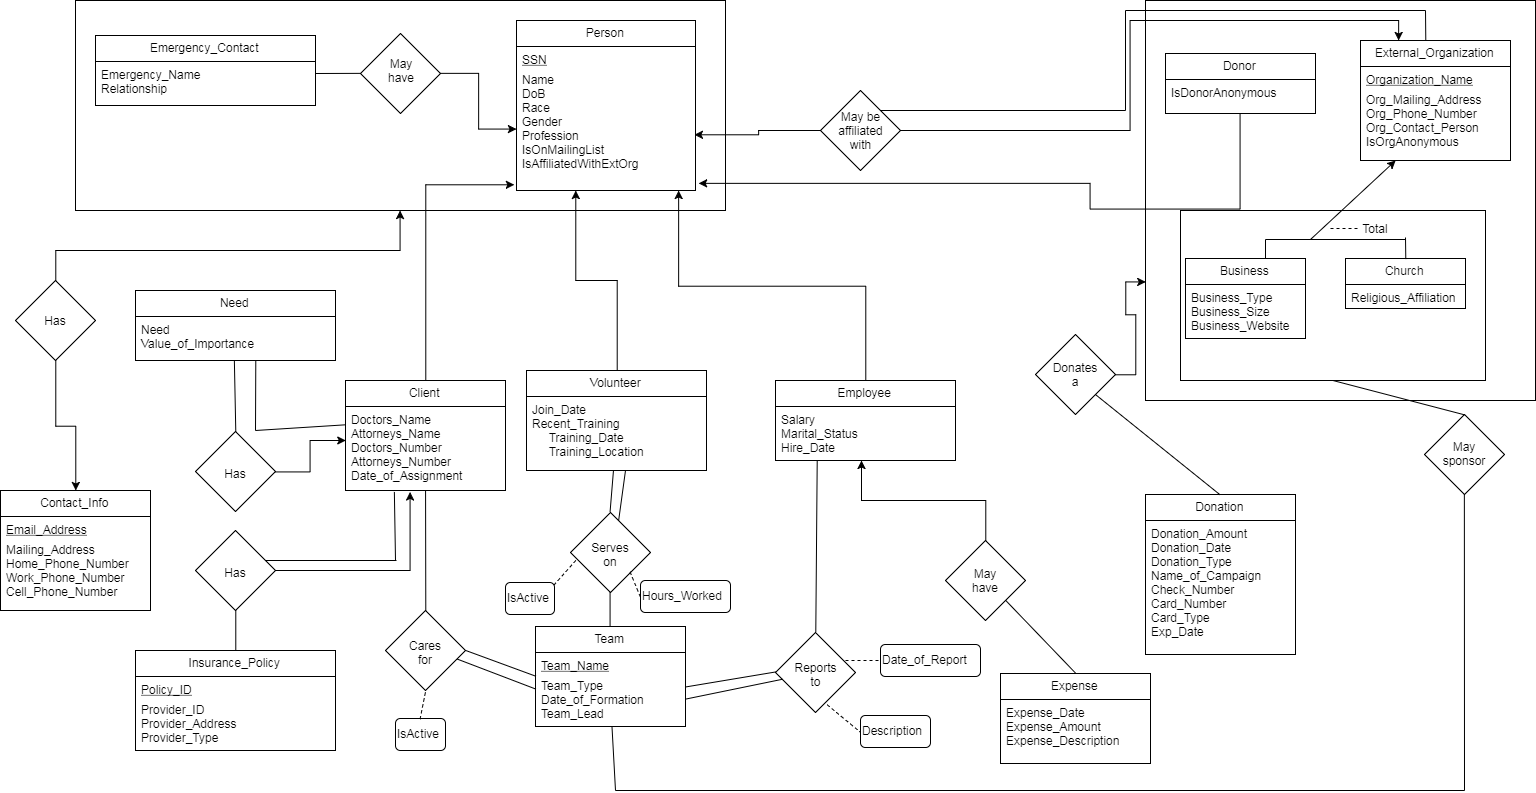 Emergency_Contact
Emergency_Name
Relationship
May
have
Person
SSN
Name
DoB
Race
Gender
Profession
IsOnMailingList
IsAffiliatedWithExtOrg
May be
affiliated
with
Donor
IsDonorAnonymous
External_Organization
Organization_Name
Org_Mailing_Address
Org_Phone_Number
Org_Contact_Person
IsOrgAnonymous
Total
Business
Business_Type
Business_Size
Business_Website
Church
Religious_Affiliation
Has
Need
Need
Value_of_Importance
Client
Doctors_Name
Attorneys_Name
Doctors_Number
Attorneys_Number
Date_of_Assignment
Volunteer
Join_Date
Recent_Training
Training_Date
Training_Location
Employee
Salary
Marital_Status
Hire_Date
Donates
a
May
sponsor
Has
Contact_Info
Email_Address
Mailing_Address
Home_Phone_Number
Work_Phone_Number
Cell_Phone_Number
Has
Serves
on
IsActive
Hours_Worked
May
have
Donation
Donation_Amount
Donation_Date
Donation_Type
Name_of_Campaign
Check_Number
Card_Number
Card_Type
Exp_Date
Insurance_Policy
Policy_ID
Provider_ID
Provider_Address
Provider_Type
Cares
for
IsActive
Team
Team_Name
Team_Type
Date_of_Formation
Team_Lead
Reports
to
Date_of_Report
Description
Expense
Expense_Date
Expense_Amount
Expense_Description